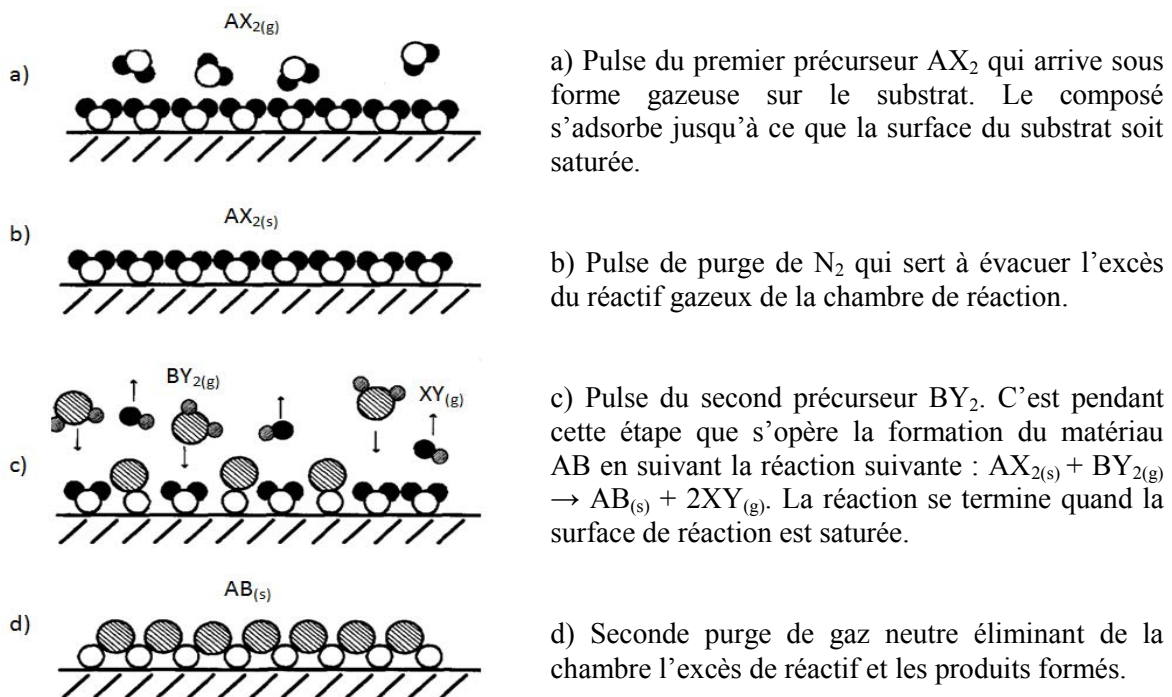 AX2(g)
a)
a) Pulse du premier précurseur AX2 qui arrive sous
forme gazeuse sur le substrat. Le composé
s’adsorbe jusqu’à ce que la surface du substrat soit
saturée.
AX2(s)
b)
b) Pulse de purge de N2 qui sert à évacuer l’excès
du réactif gazeux de la chambre de réaction.
BY2(g)
XY(g)
c)
c) Pulse du second précurseur BY2. C’est pendant
cette étape que s’opère la formation du matériau
AB en suivant la réaction suivante : AX2(s) + BY2(g)
→ AB(s) + 2XY(g). La réaction se termine quand la
surface de réaction est saturée.
AB(s)
d)
d) Seconde purge de gaz neutre éliminant de la
chambre l’excès de réactif et les produits formés.